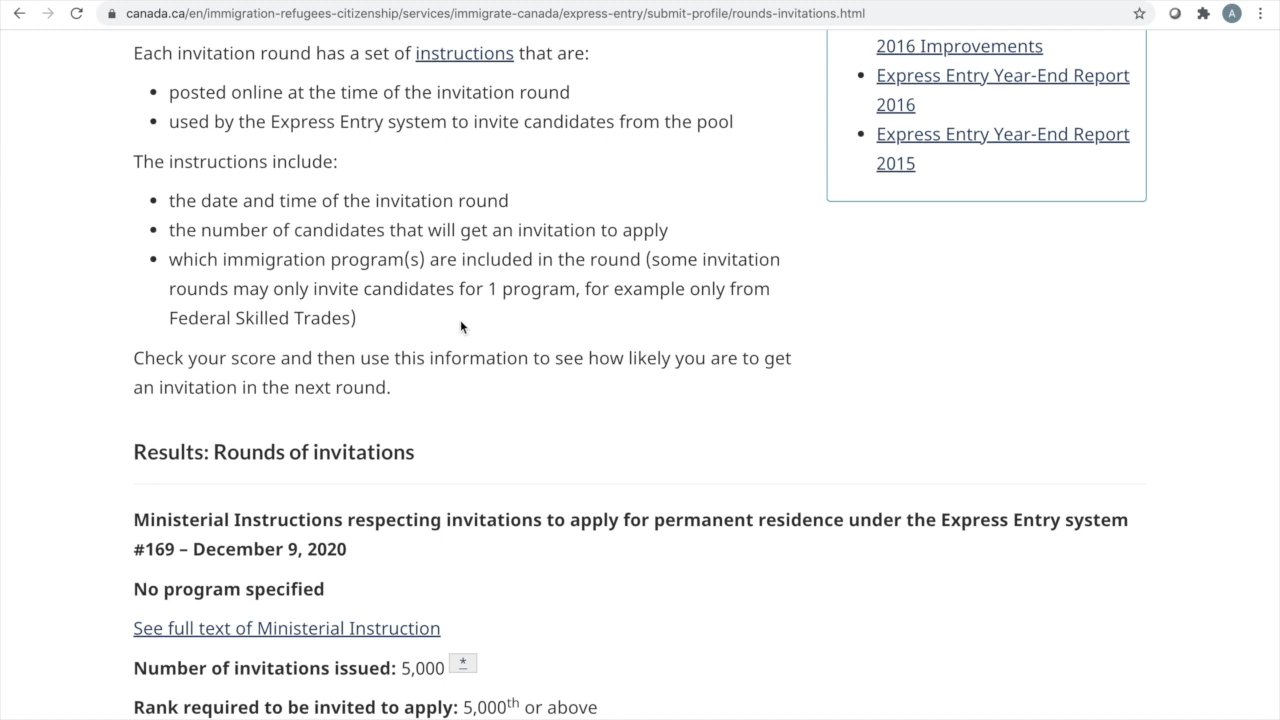 canada.ca/en/immigration-refugees-citizenship/services/immigrate-canada/express-entry/submit-profile/rounds-invitations.html
A
Each invitation round has a set of instructions that are:
• posted online at the time of the invitation round
• used by the Express Entry system to invite candidates from the pool
The instructions include:
• the date and time of the invitation round
• the number of candidates that will get an invitation to apply
• which immigration program(s) are included in the round (some invitation
rounds may only invite candidates for 1 program, for example only from
Federal Skilled Trades)
Check your score and then use this information to see how likely you are to get
an invitation in the next round.
2016 Improvements
• Express Entry Year-End Report
2016
• Express Entry Year-End Report
2015
Results: Rounds of invitations
Ministerial Instructions respecting invitations to apply for permanent residence under the Express Entry system
#169 – December 9, 2020
No program specified
See full text of Ministerial Instruction
Number of invitations issued: 5,000 *
Rank required to be invited to apply: 5,000th or above